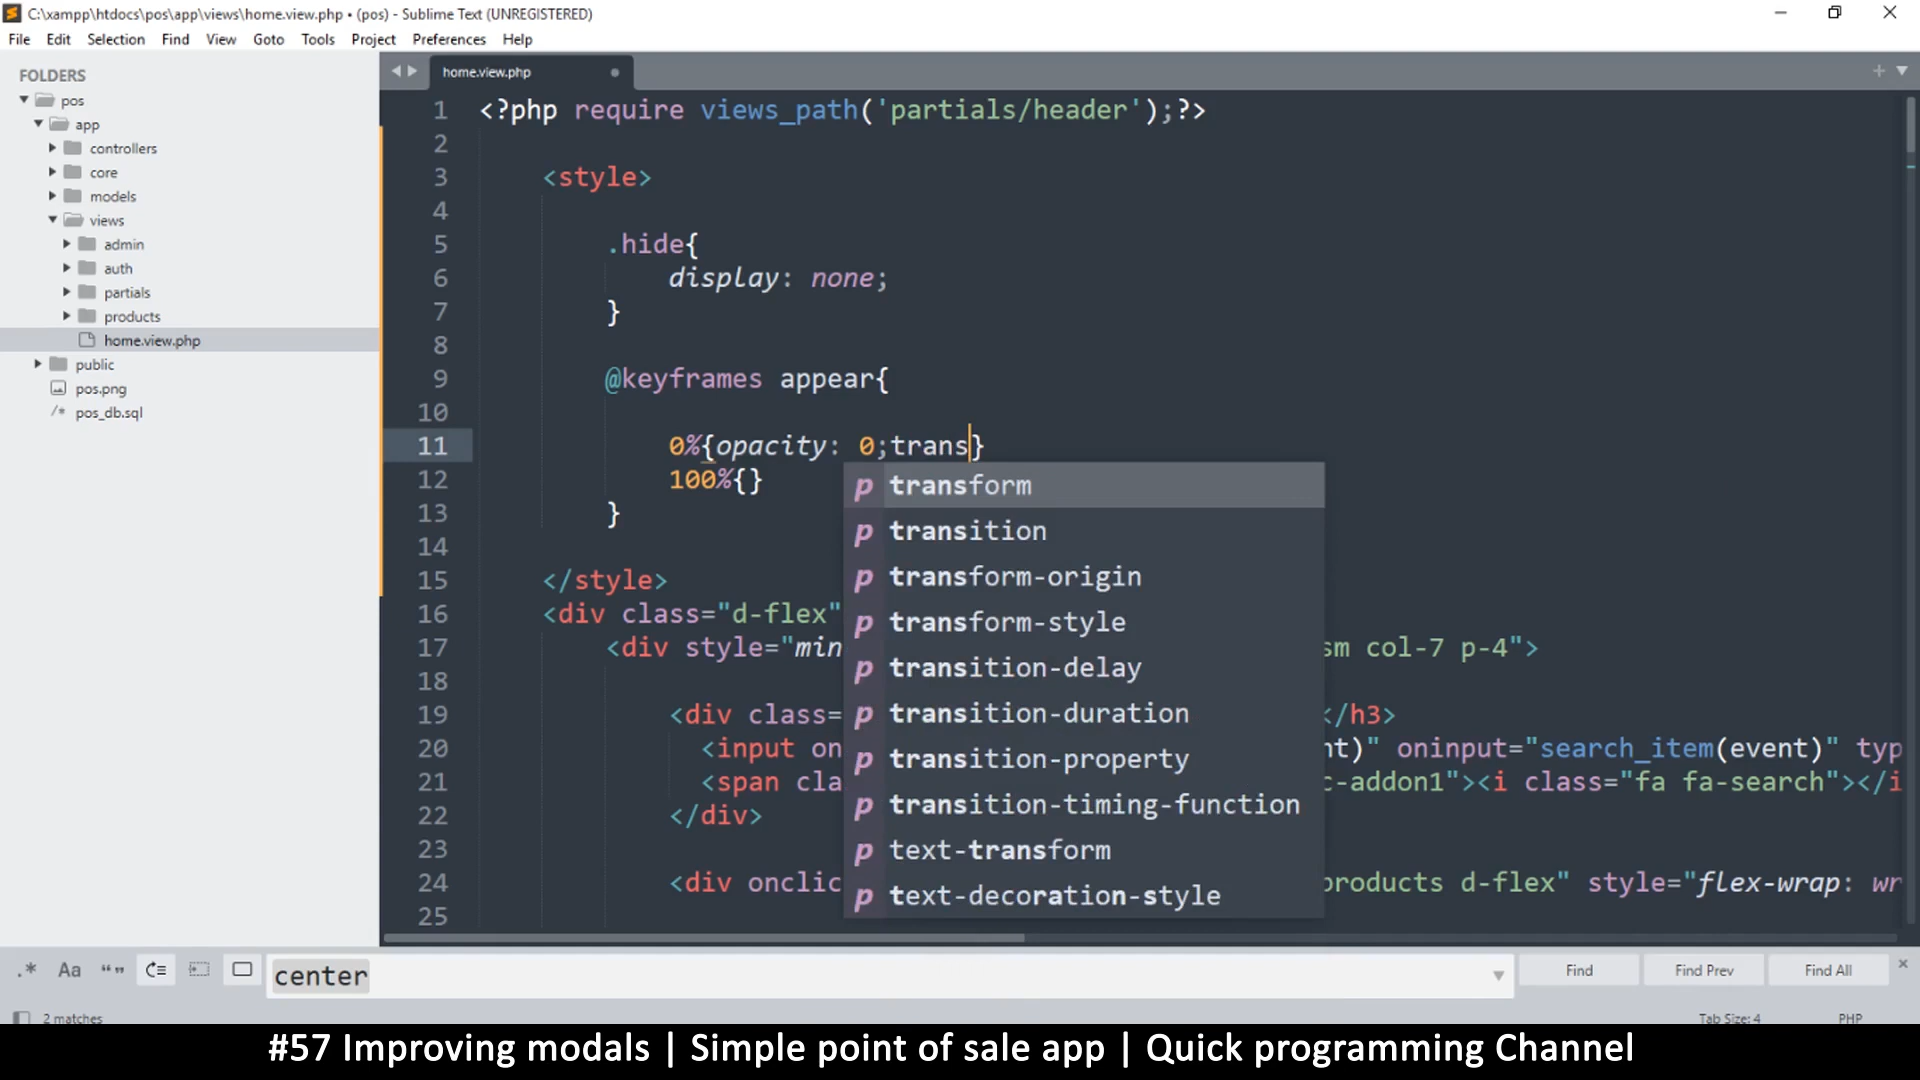 C:\xampp\htdocs\pos\app\views\home.view.php • (pos) - Sublime Text (UNREGISTERED)
File Edit Selection Find View Goto Tools Project Preferences Help
FOLDERS
pos
app
controllers
core
models
views
admin
auth
partials
products
home.view.php
public
pos.png
pos_db.sql
home.view.php
1 <?php require views_path('partials/header');?>
2
3 <style>
4
5 .hide{
6 display: none;
7 }
8
9 @keyframes appear{
10
11 0%{opacity: 0;trans}
12 100%{}
13 }
14
15 </style>
16 <div class="d-flex"
17 <div style="min sm col-7 p-4">
18
19 <div class= </h3>
20 <input on nt)" oninput="search_item(event)" typ
21 <span cla c-addon1"><i class="fa fa-search"></i
22 </div>
23
24 <div onclic products d-flex" style="flex-wrap: wr
25
p transform
p transition
p transform-origin
p transform-style
p transition-delay
p transition-duration
p transition-property
p transition-timing-function
p text-transform
p text-decoration-style
.* Aa “” center Find Find Prev Find All
2 matches Tab Size: 4 PHP
#57 Improving modals | Simple point of sale app | Quick programming Channel